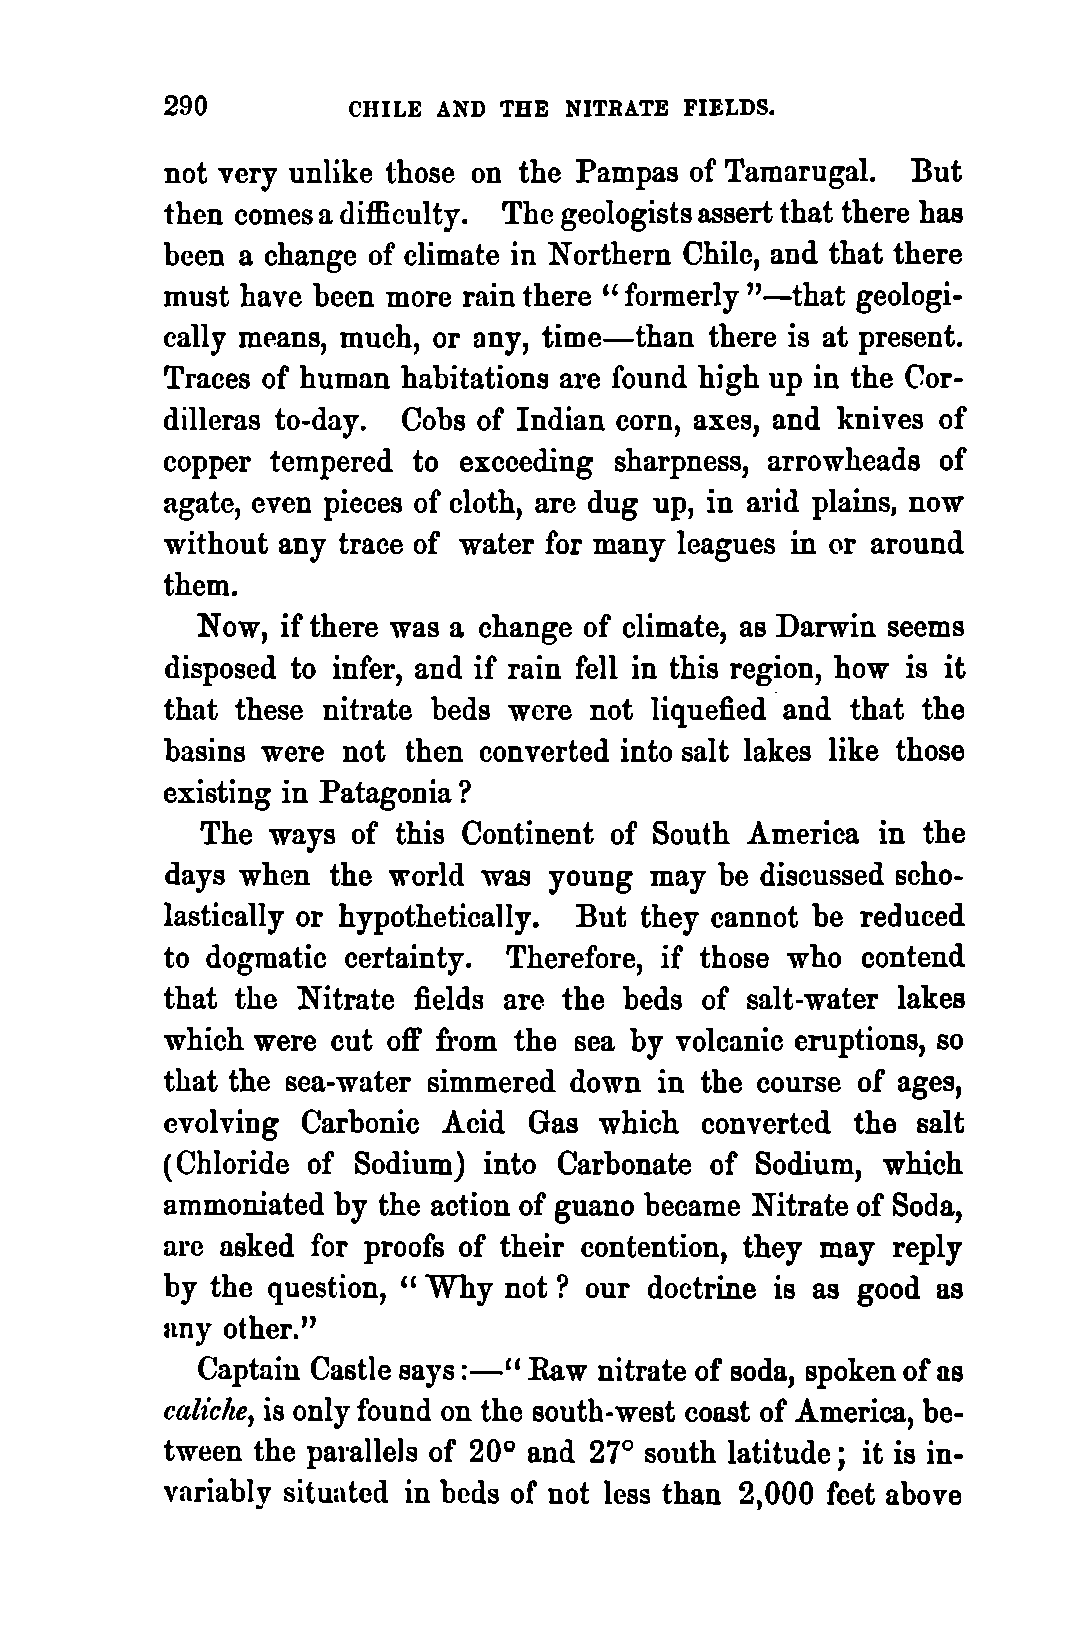 290 CHILE AND THE NITRATE FIELDS.
not very unlike those on the Pampas of Tamarugal. But
then comes a difficulty. The geologists assert that there has
been a change of climate in Northern Chile, and that there
must have been more rain there “formerly”—that geologi-
cally means, much, or any, time—than there is at present.
Traces of human habitations are found high up in the Cor-
dilleras to-day. Cobs of Indian corn, axes, and knives of
copper tempered to exceeding sharpness, arrowheads of
agate, even pieces of cloth, are dug up, in arid plains, now
without any trace of water for many leagues in or around
them.
Now, if there was a change of climate, as Darwin seems
disposed to infer, and if rain fell in this region, how is it
that these nitrate beds were not liquefied and that the
basins were not then converted into salt lakes like those
existing in Patagonia?
The ways of this Continent of South America in the
days when the world was young may be discussed scho-
lastically or hypothetically. But they cannot be reduced
to dogmatic certainty. Therefore, if those who contend
that the Nitrate fields are the beds of salt-water lakes
which were cut off from the sea by volcanic eruptions, so
that the sea-water simmered down in the course of ages,
evolving Carbonic Acid Gas which converted the salt
(Chloride of Sodium) into Carbonate of Sodium, which
ammoniated by the action of guano became Nitrate of Soda,
are asked for proofs of their contention, they may reply
by the question, “Why not? our doctrine is as good as
any other.”
Captain Castle says:—“Raw nitrate of soda, spoken of as
caliche, is only found on the south-west coast of America, be-
tween the parallels of 20° and 27° south latitude; it is in-
variably situated in beds of not less than 2,000 feet above